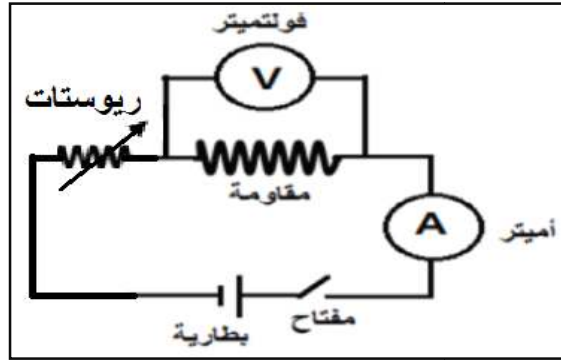 فولتميتر
V
ريوستات
مقاومة
A
أميتر
مفتاح
بطارية